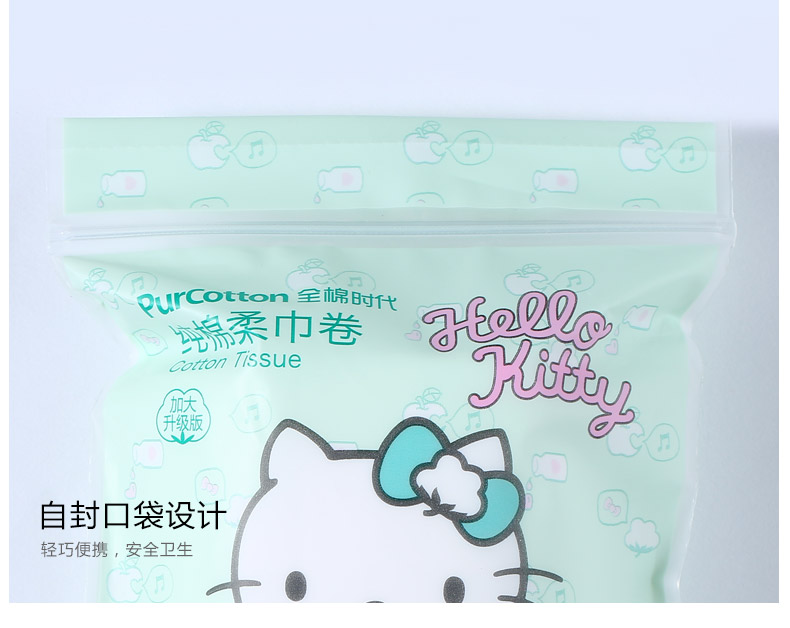 PurCotton 全棉时代
纯棉柔巾卷
Cotton Tissue
Hello
Kitty
加大
升级版
自封口袋设计
轻巧便携，安全卫生